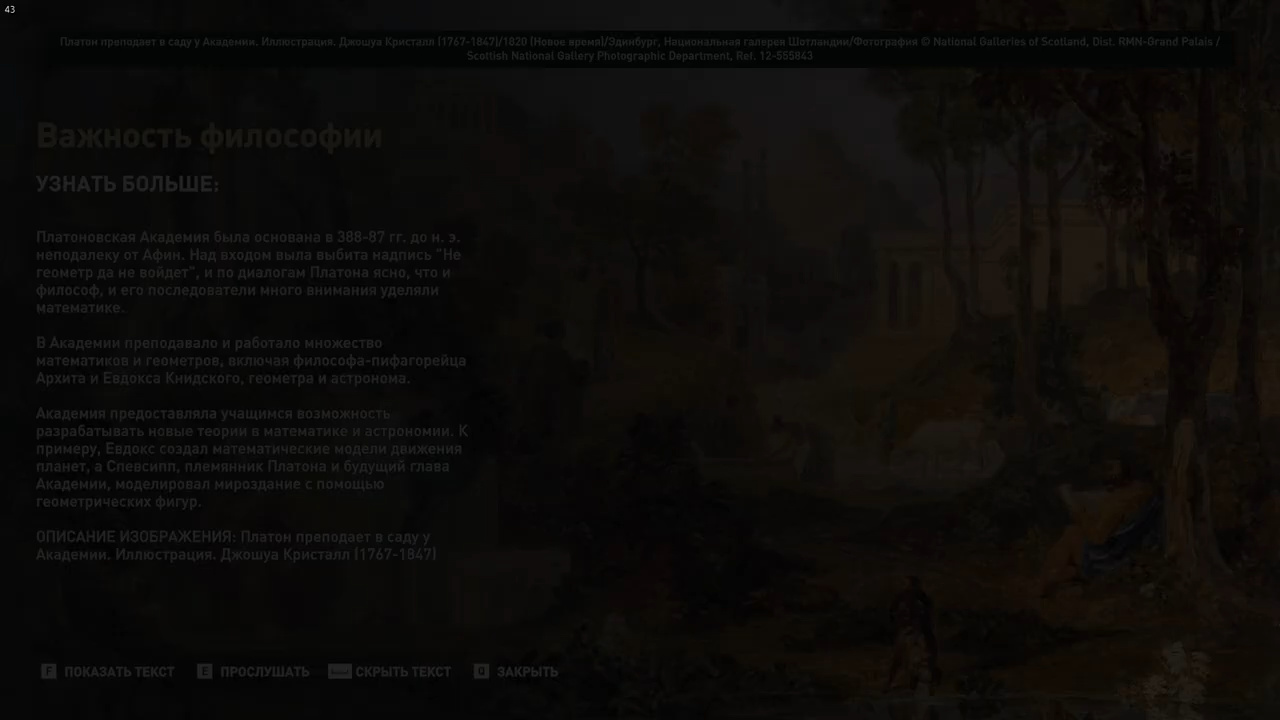 43
Платон преподает в саду у Академии. Иллюстрация. Джошуа Кристалл (1767-1847)/1820 (Новое время)/Эдинбург, Национальная галерея Шотландии/Фотография © National Galleries of Scotland, Dist. RMN-Grand Palais /
Scottish National Gallery Photographic Department, Ref. 12-555843
Важность философии
УЗНАТЬ БОЛЬШЕ:
Платоновская Академия была основана в 388-87 гг. до н. э.
неподалеку от Афин. Над входом выла выбита надпись "Не
геометр да не войдет", и по диалогам Платона ясно, что и
философ, и его последователи много внимания уделяли
математике.
В Академии преподавало и работало множество
математиков и геометров, включая философа-пифагорейца
Архита и Евдокса Книдского, геометра и астронома.
Академия предоставляла учащимся возможность
разрабатывать новые теории в математике и астрономии. К
примеру, Евдокс создал математические модели движения
планет, а Спевсипп, племянник Платона и будущий глава
Академии, моделировал мироздание с помощью
геометрических фигур.
ОПИСАНИЕ ИЗОБРАЖЕНИЯ: Платон преподает в саду у
Академии. Иллюстрация. Джошуа Кристалл (1767-1847)
F ПОКАЗАТЬ ТЕКСТ E ПРОСЛУШАТЬ СКРЫТЬ ТЕКСТ Q ЗАКРЫТЬ